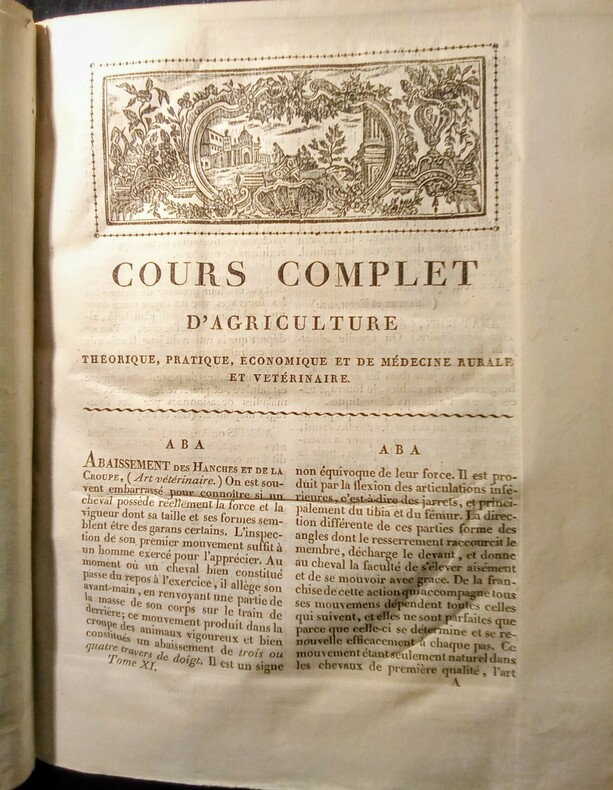 COURS COMPLET
D'AGRICULTURE
THÉORIQUE, PRATIQUE, ÉCONOMIQUE ET DE MÉDECINE RURALE
ET VETÉRINAIRE.
ABA
ABAISSEMENT DES HANCHES ET DE LA
CROUPE, (Art vétérinaire.) On est sou-
vent embarrassé pour connoître si un
cheval possède réellement la force et la
vigueur dont sa taille et ses formes sem-
blent être des garans certains. L'inspec-
tion de son premier mouvement suffit à
un homme exercé pour l'apprécier. Au
moment où un cheval bien constitué
passe du repos à l'exercice, il allège son
avant-main, en renvoyant une partie de
la masse de son corps sur le train de
derrière; ce mouvement produit dans la
croupe des animaux vigoureux et bien
constitués un abaissement de trois ou
quatre travers de doigt. Il est un signe
Tome XI.
ABA
non équivoque de leur force. Il est pro-
duit par la flexion des articulations infé-
rieures, c'est-à-dire des jarrets, et princi-
palement du tibia et du fémur. La direc-
tion différente de ces parties forme des
angles dont le resserrement raccourcit le
membre, décharge le devant, et donne
au cheval la faculté de s'élever aisément
et de se mouvoir avec grace. De la fran-
chise de cette action qui accompagne tous
ses mouvemens dépendent toutes celles
qui suivent, et elles ne sont parfaites que
parce que celle-ci se détermine et se re-
nouvelle efficacement à chaque pas. Ce
mouvement étant seulement naturel dans
les chevaux de première qualité, l'art
A